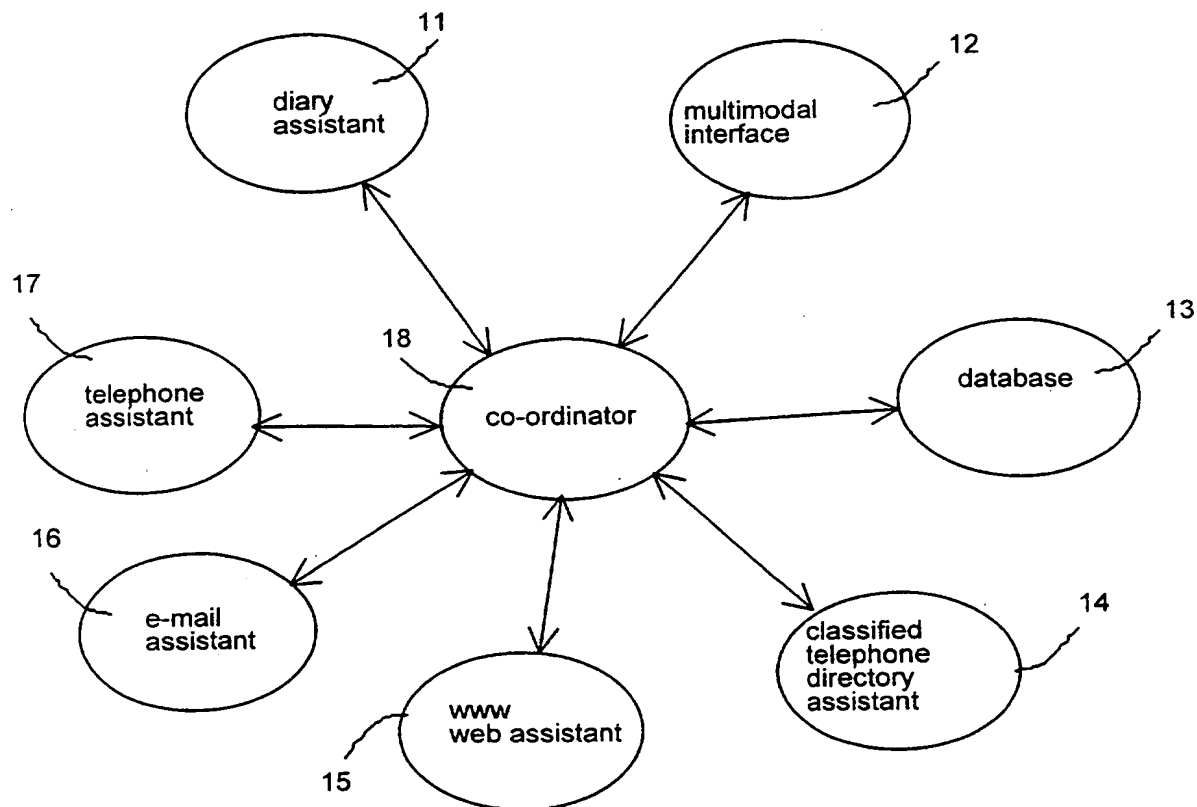 11
diary
assistant
12
multimodal
interface
17
telephone
assistant
18
co-ordinator
13
database
16
e-mail
assistant
15
www
web assistant
14
classified
telephone
directory
assistant